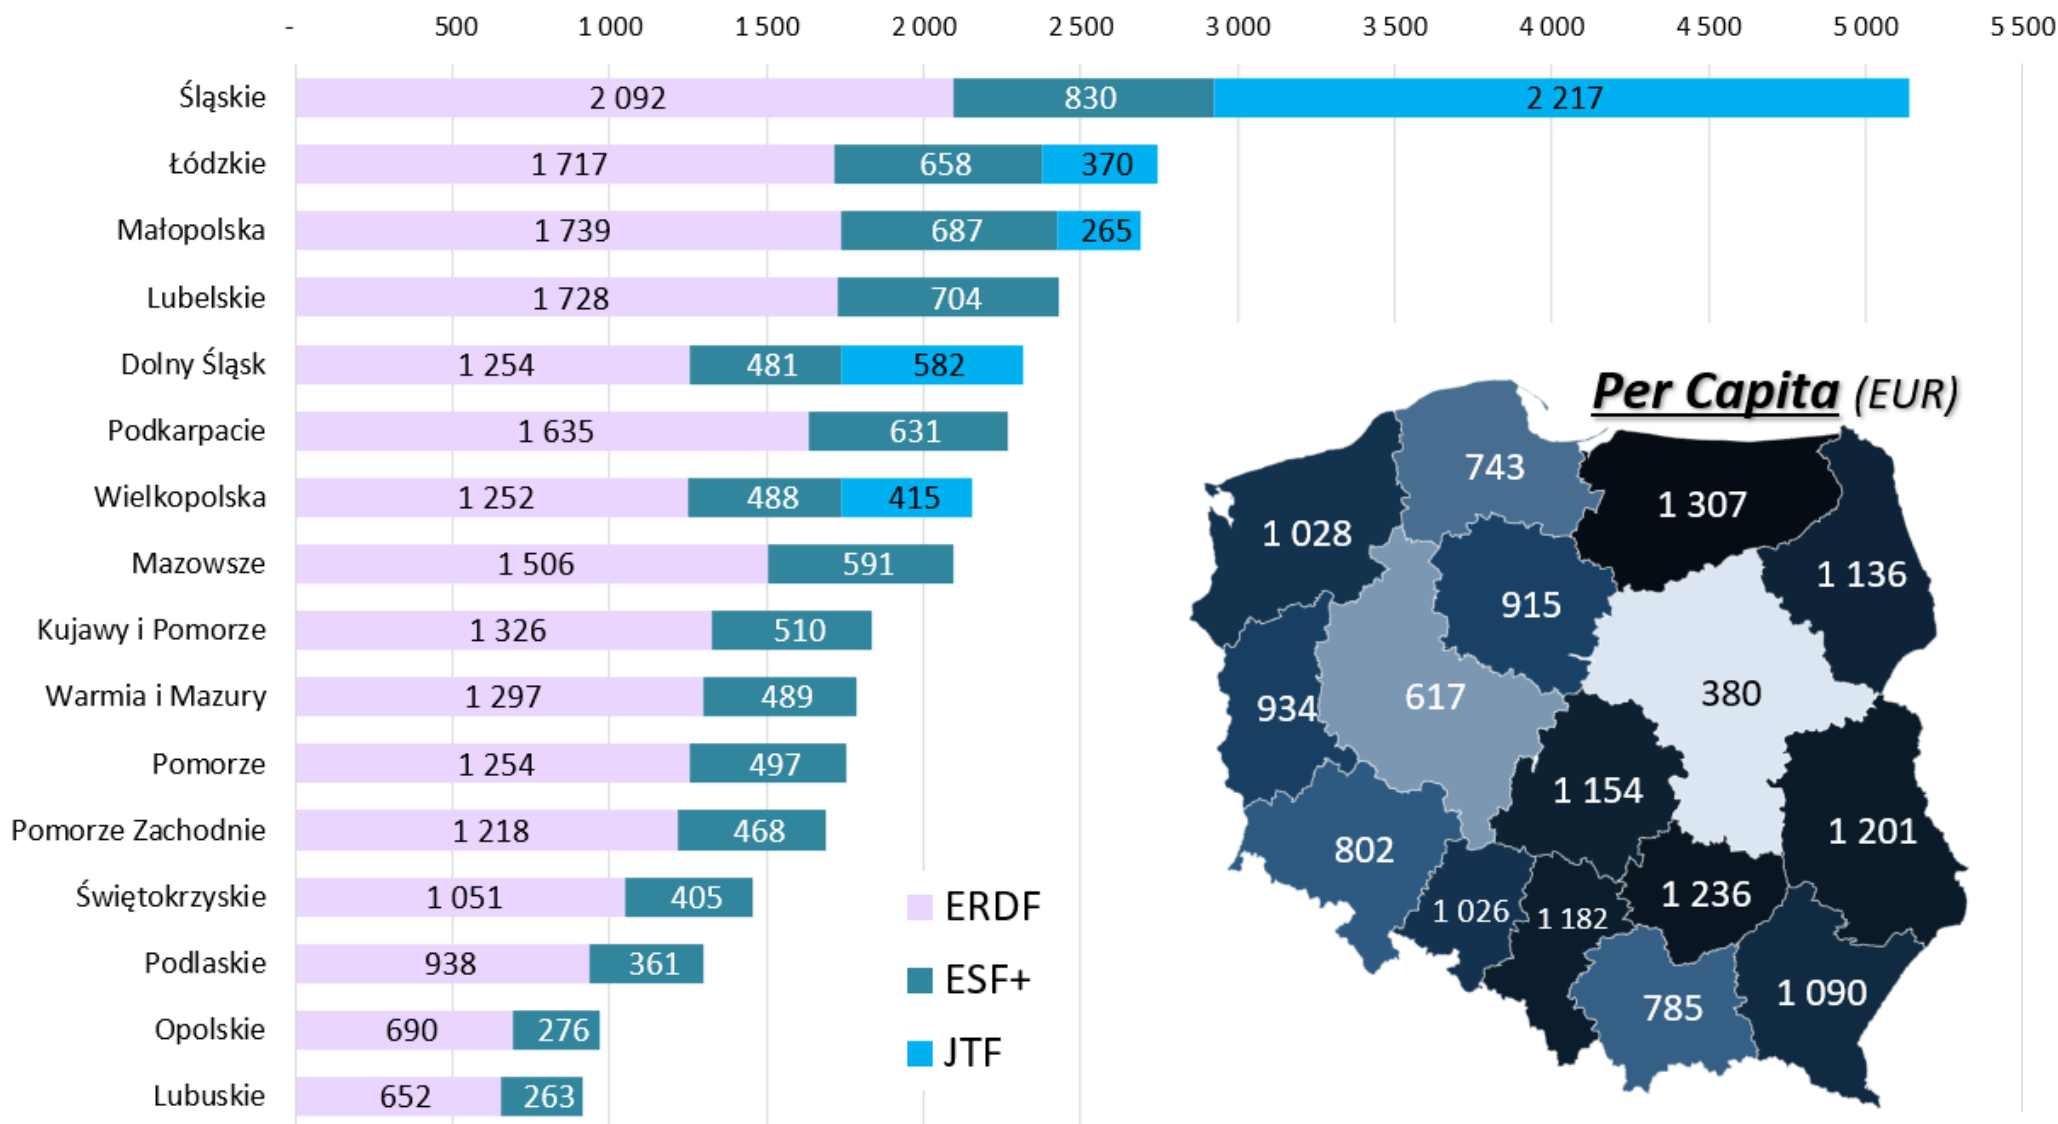 - 500 1 000 1 500 2 000 2 500 3 000 3 500 4 000 4 500 5 000 5 500
Śląskie 2 092 830 2 217
Łódzkie 1 717 658 370
Małopolska 1 739 687 265
Lubelskie 1 728 704
Dolny Śląsk 1 254 481 582
Podkarpacie 1 635 631
Wielkopolska 1 252 488 415
Mazowsze 1 506 591
Kujawy i Pomorze 1 326 510
Warmia i Mazury 1 297 489
Pomorze 1 254 497
Pomorze Zachodnie 1 218 468
Świętokrzyskie 1 051 405
Podlaskie 938 361
Opolskie 690 276
Lubuskie 652 263
ERDF
ESF+
JTF
Per Capita (EUR)
743
1 307
1 028
1 136
915
934
617
380
1 154
802
1 201
1 026
1 182
1 236
785
1 090